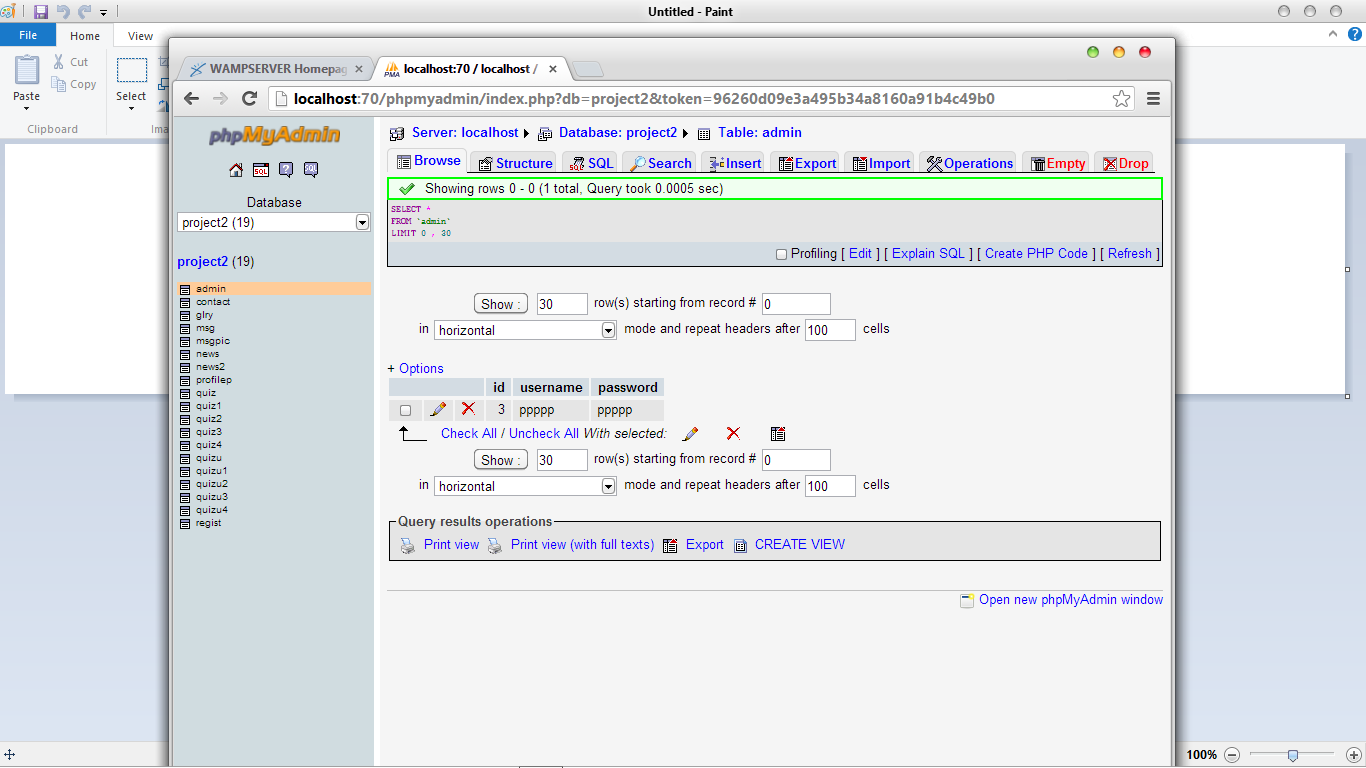 Untitled - Paint
File Home View
Cut
Copy
Paste
Select
Clipboard
Ima
WAMPSERVER Homepag
PMA localhost:70 / localhost /
localhost:70/phpmyadmin/index.php?db=project2&token=96260d09e3a495b34a8160a91b4c49b0
phpMyAdmin
SQL
Database
project2 (19)
project2 (19)
admin
contact
glry
msg
msgpic
news
news2
profilep
quiz
quiz1
quiz2
quiz3
quiz4
quizu
quizu1
quizu2
quizu3
quizu4
regist
Server: localhost Database: project2 Table: admin
Browse Structure SQL Search Insert Export Import Operations Empty Drop
Showing rows 0 - 0 (1 total, Query took 0.0005 sec)
SELECT *
FROM `admin`
LIMIT 0 , 30
Profiling [ Edit ] [ Explain SQL ] [ Create PHP Code ] [ Refresh ]
Show : 30 row(s) starting from record # 0
in horizontal mode and repeat headers after 100 cells
+ Options
id username password
3 ppppp ppppp
Check All / Uncheck All With selected:
Show : 30 row(s) starting from record # 0
in horizontal mode and repeat headers after 100 cells
Query results operations
Print view Print view (with full texts) Export CREATE VIEW
Open new phpMyAdmin window
100%